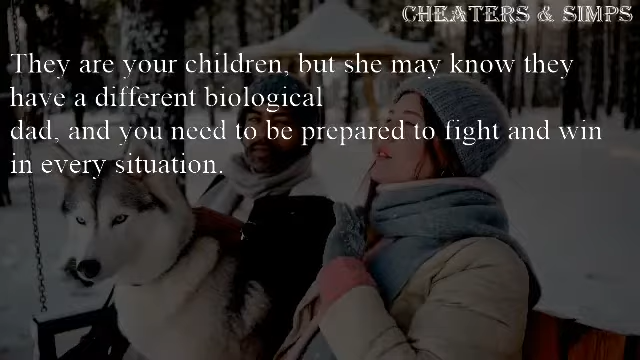 CHEATERS & SIMPS
They are your children, but she may know they
have a different biological
dad, and you need to be prepared to fight and win
in every situation.